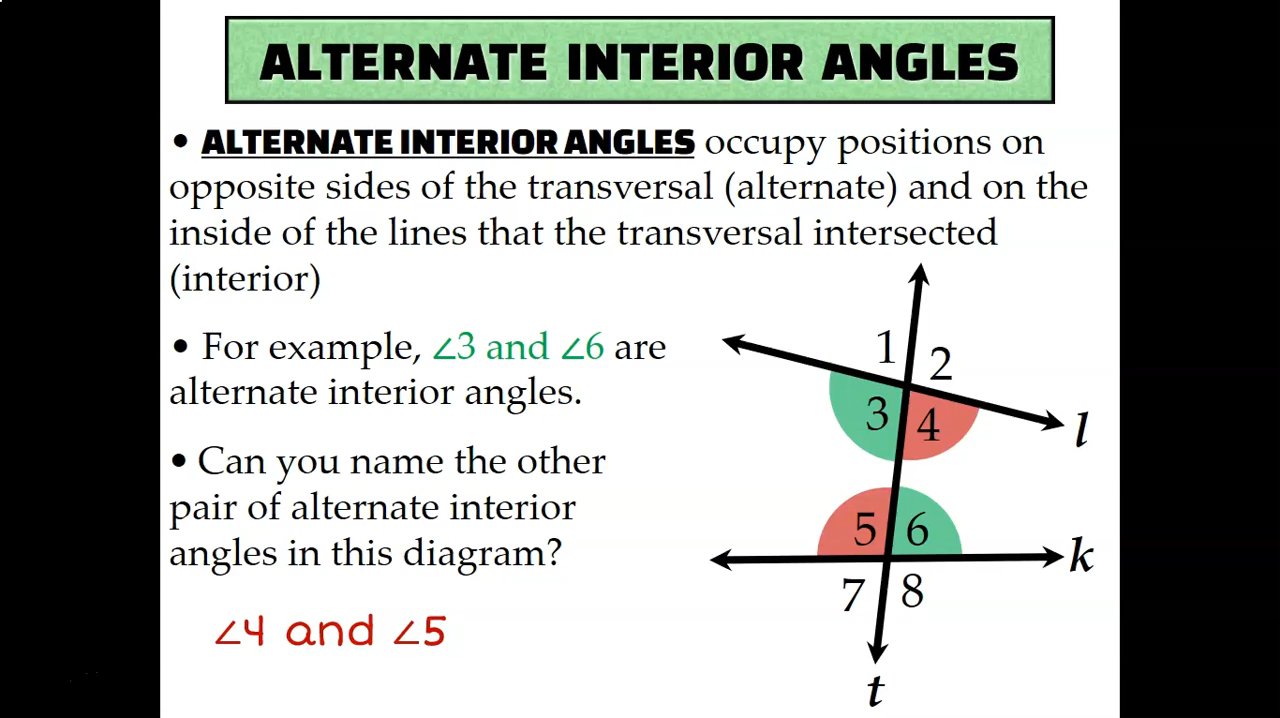 ALTERNATE INTERIOR ANGLES
• ALTERNATE INTERIOR ANGLES occupy positions on
opposite sides of the transversal (alternate) and on the
inside of the lines that the transversal intersected
(interior)
• For example, ∠3 and ∠6 are
alternate interior angles.
• Can you name the other
pair of alternate interior
angles in this diagram?
∠4 and ∠5
1 2
3 4
l
5 6
k
7 8
t